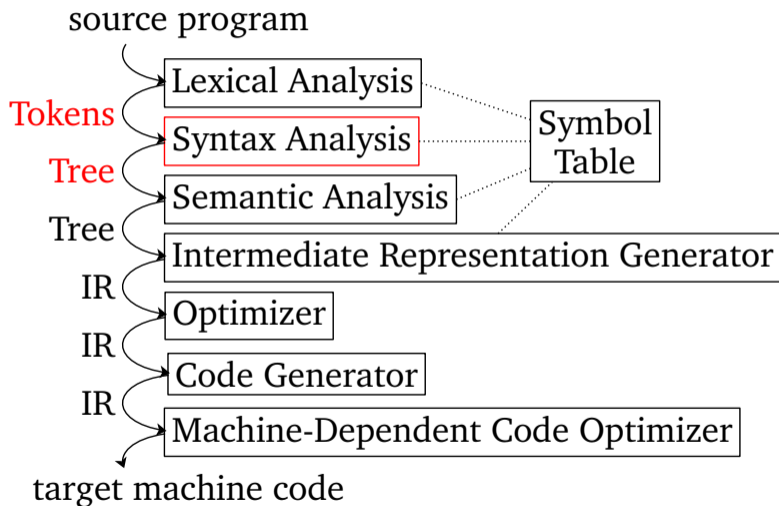 source program
Lexical Analysis
Tokens
Syntax Analysis
Symbol
Table
Tree
Semantic Analysis
Tree
Intermediate Representation Generator
IR
Optimizer
IR
Code Generator
IR
Machine-Dependent Code Optimizer
target machine code